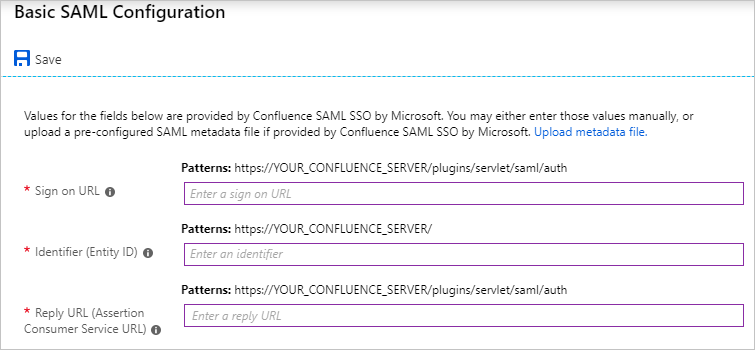 Basic SAML Configuration
Save
Values for the fields below are provided by Confluence SAML SSO by Microsoft. You may either enter those values manually, or
upload a pre-configured SAML metadata file if provided by Confluence SAML SSO by Microsoft. Upload metadata file.
Patterns: https://YOUR_CONFLUENCE_SERVER/plugins/servlet/saml/auth
* Sign on URL
Enter a sign on URL
Patterns: https://YOUR_CONFLUENCE_SERVER/
* Identifier (Entity ID)
Enter an identifier
Patterns: https://YOUR_CONFLUENCE_SERVER/plugins/servlet/saml/auth
* Reply URL (Assertion
Consumer Service URL)
Enter a reply URL